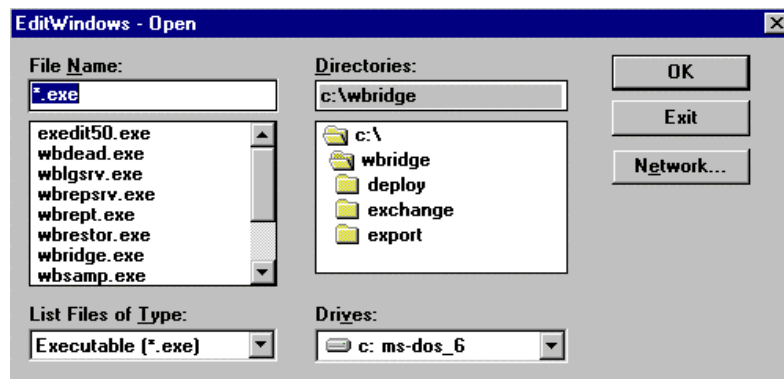 EditWindows - Open
File Name:
*.exe
exedit50.exe
wbdead.exe
wblgsrv.exe
wbrepsrv.exe
wbrept.exe
wbrestor.exe
wbridge.exe
wbsamp.exe
List Files of Type:
Executable (*.exe)
Directories:
c:\wbridge
c:\
wbridge
deploy
exchange
export
Drives:
c: ms-dos_6
OK
Exit
Network...